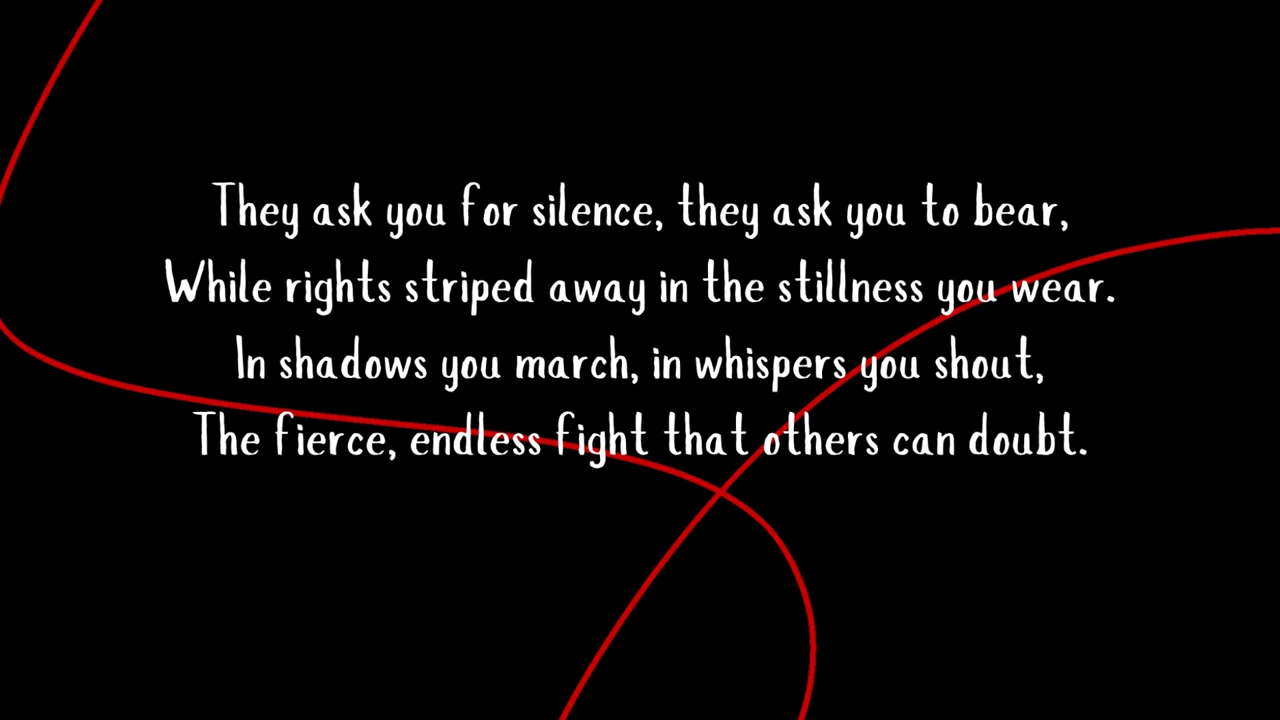 They ask you for silence, they ask you to bear,
While rights striped away in the stillness you wear.
In shadows you march, in whispers you shout,
The fierce, endless fight that others can doubt.